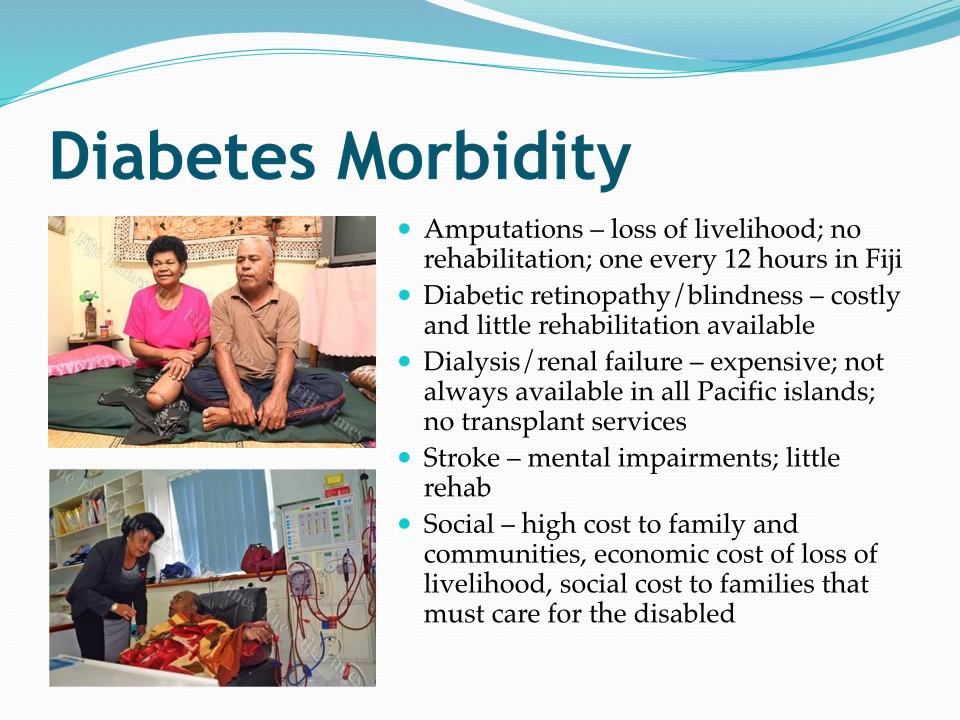 Diabetes Morbidity
• Amputations – loss of livelihood; no
rehabilitation; one every 12 hours in Fiji
• Diabetic retinopathy/blindness – costly
and little rehabilitation available
• Dialysis/renal failure – expensive; not
always available in all Pacific islands;
no transplant services
• Stroke – mental impairments; little
rehab
• Social – high cost to family and
communities, economic cost of loss of
livelihood, social cost to families that
must care for the disabled